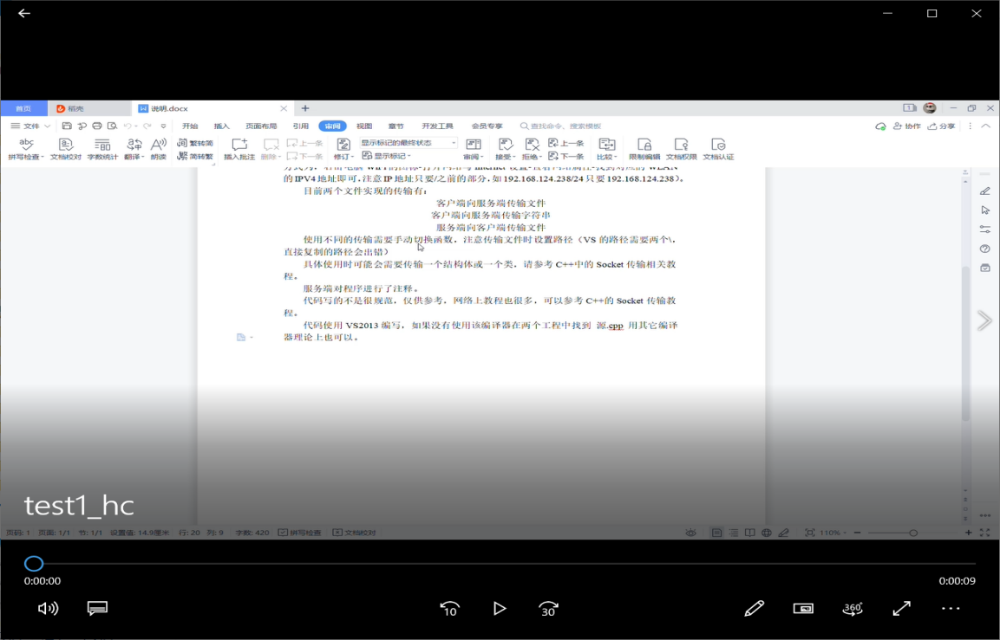 首页 稻壳 说明.docx
文件 开始 插入 页面布局 引用 审阅 视图 章节 开发工具 会员专享 查找命令、搜索模板 协作 分享
繁转简 上一条 显示标记的最终状态 上一条
拼写检查 文档校对 字数统计 翻译 朗读 简转繁 插入批注 删除 下一条 修订 显示标记 审阅 接受 拒绝 下一条 比较 限制编辑 文档权限 文档认证
的IPV4地址即可,注意IP地址只要/之前的部分,如192.168.124.238/24只要192.168.124.238)。
目前两个文件实现的传输有:
客户端向服务端传输文件
客户端向服务端传输字符串
服务端向客户端传输文件
使用不同的传输需要手动切换函数,注意传输文件时设置路径(VS 的路径需要两个\,
直接复制的路径会出错)
具体使用时可能会需要传输一个结构体或一个类,请参考 C++中的 Socket 传输相关教
程。
服务端对程序进行了注释。
代码写的不是很规范,仅供参考,网络上教程也很多,可以参考 C++的 Socket 传输教
程。
代码使用 VS2013 编写,如果没有使用该编译器在两个工程中找到 源.cpp 用其它编译
器理论上也可以。
test1_hc
页码: 1 页面: 1/1 节: 1/1 设置值: 14.9厘米 行: 20 列: 9 字数: 420 拼写检查 文档校对 110%
0:00:00 0:00:09
10 30 360°